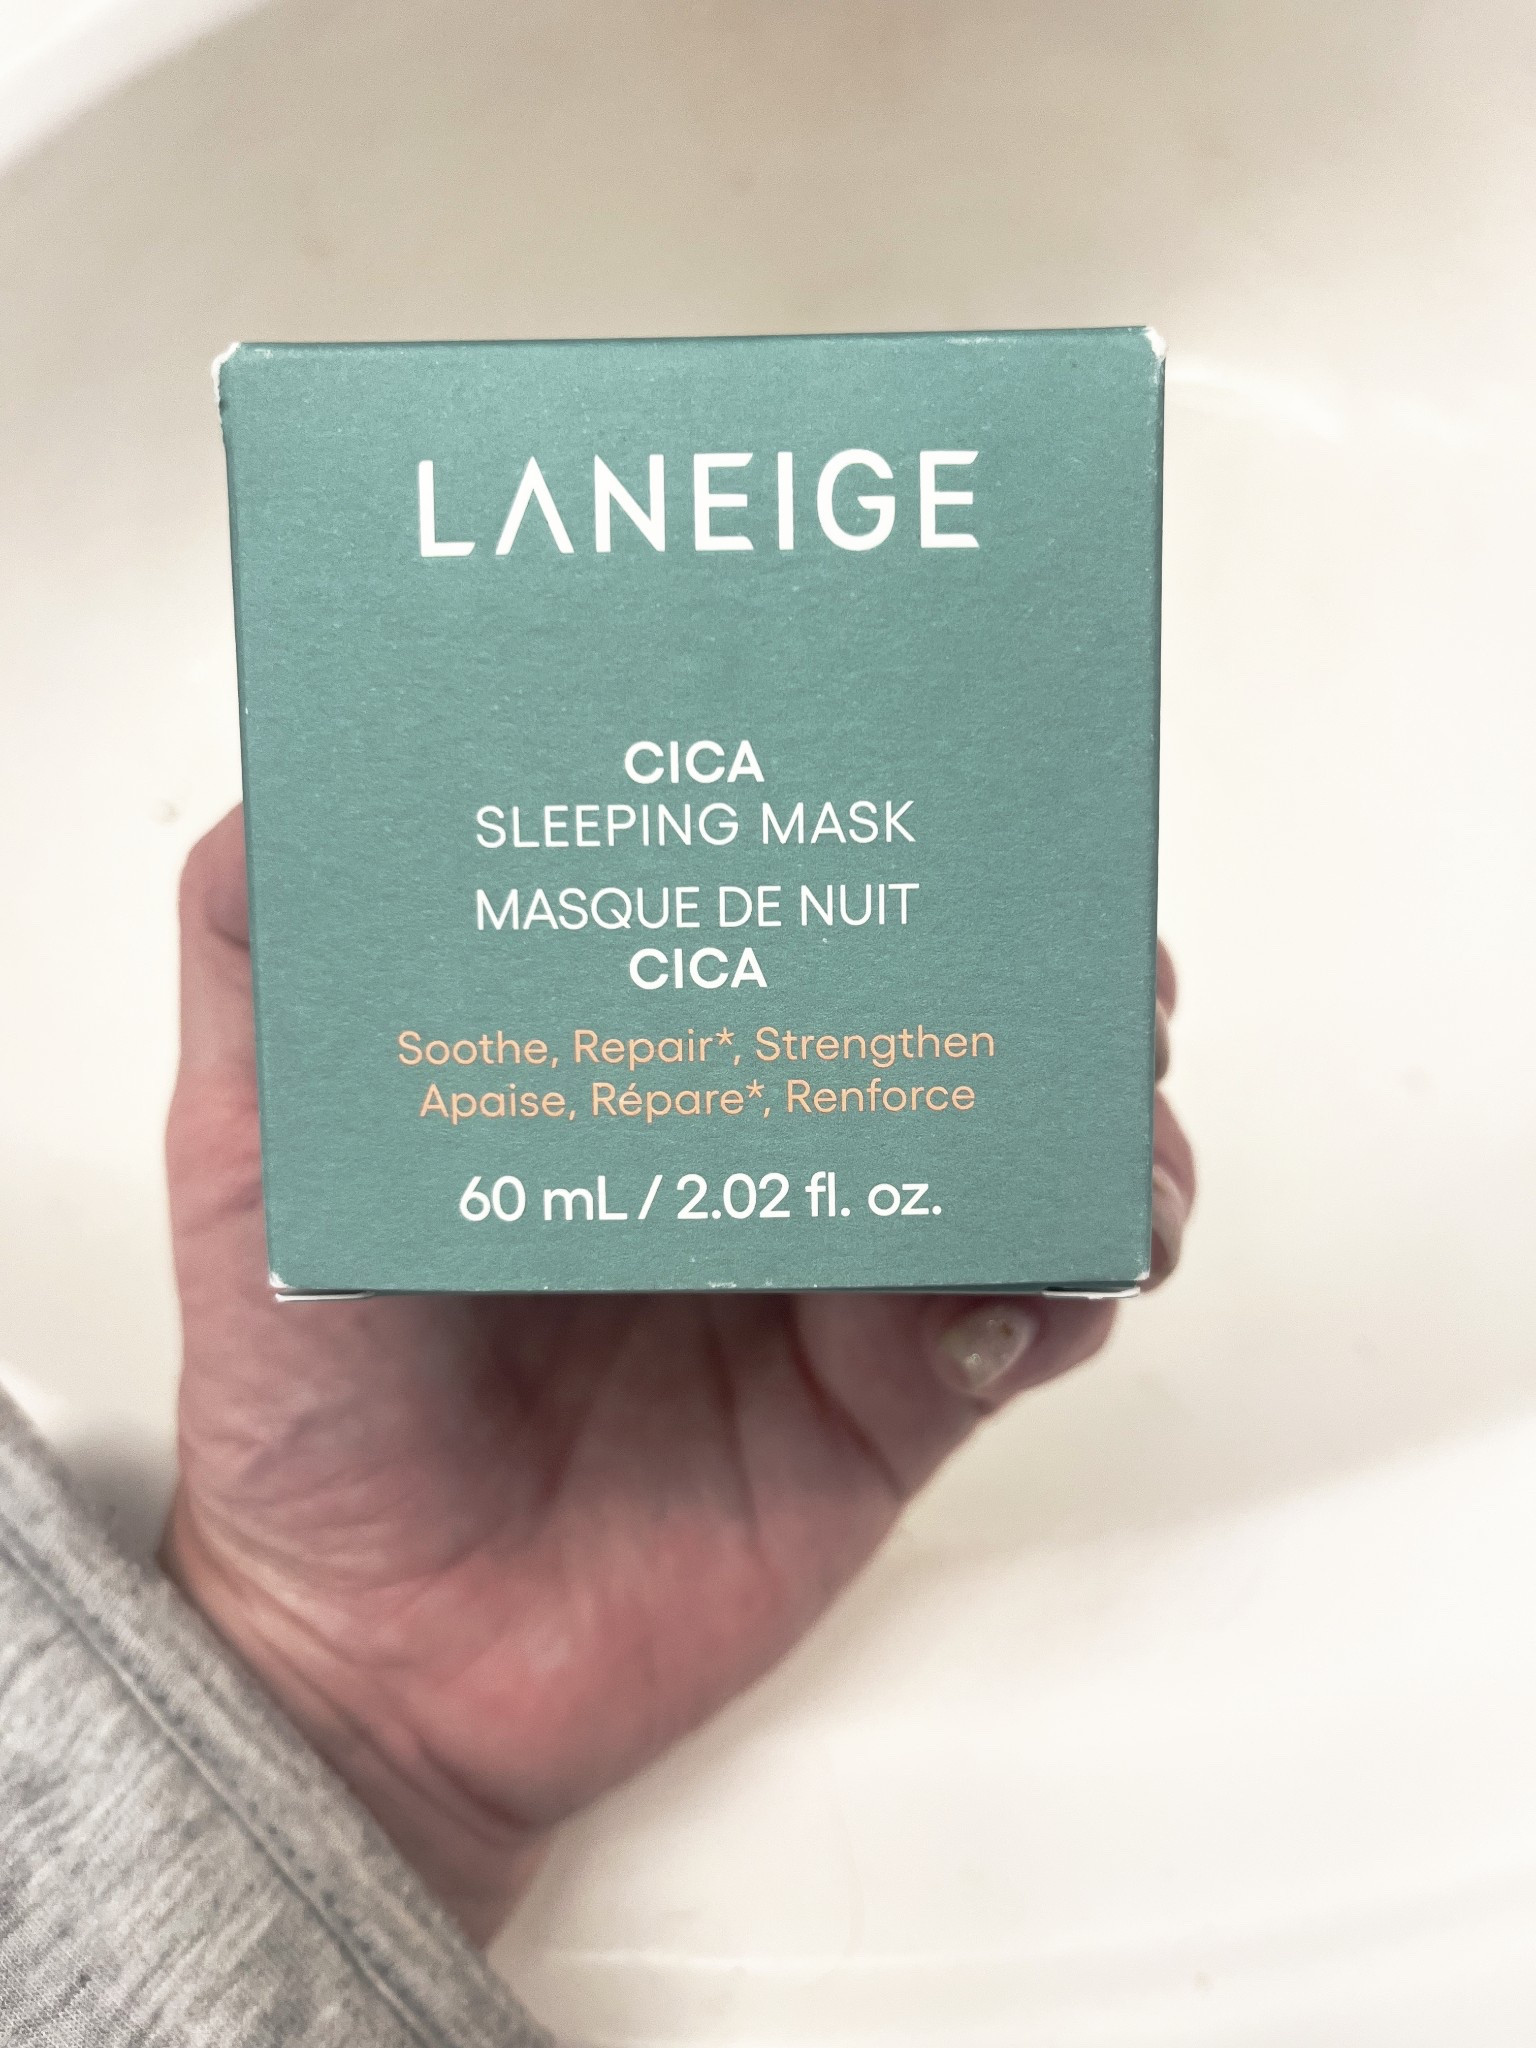 LANEIGE
CICA
SLEEPING MASK
MASQUE DE NUIT
CICA
Soothe, Repair*, Strengthen
Apaise, Répare*, Renforce
60 mL / 2.02 fl. oz.